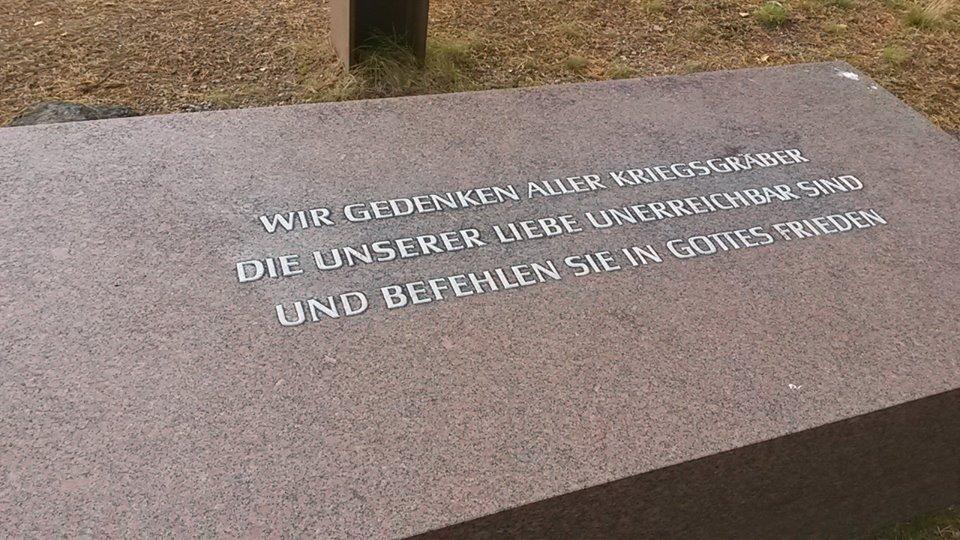 WIR GEDENKEN ALLER KRIEGSGRÄBER
DIE UNSERER LIEBE UNERREICHBAR SIND
UND BEFEHLEN SIE IN GOTTES FRIEDEN